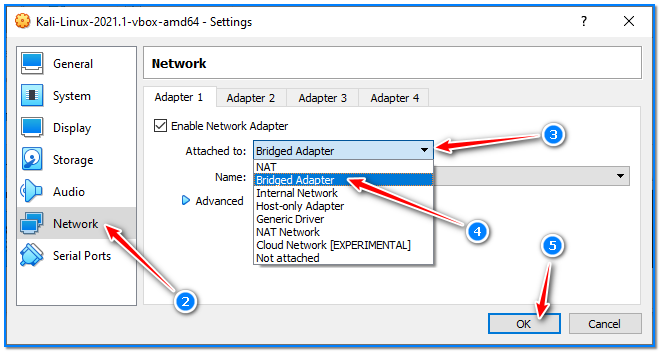 Kali-Linux-2021.1-vbox-amd64 - Settings
General
System
Display
Storage
Audio
Network
Serial Ports
Network
Adapter 1 Adapter 2 Adapter 3 Adapter 4
Enable Network Adapter
Attached to: Bridged Adapter
Name:
Advanced
NAT
Bridged Adapter
Internal Network
Host-only Adapter
Generic Driver
NAT Network
Cloud Network [EXPERIMENTAL]
Not attached
2
3
4
5
OK Cancel